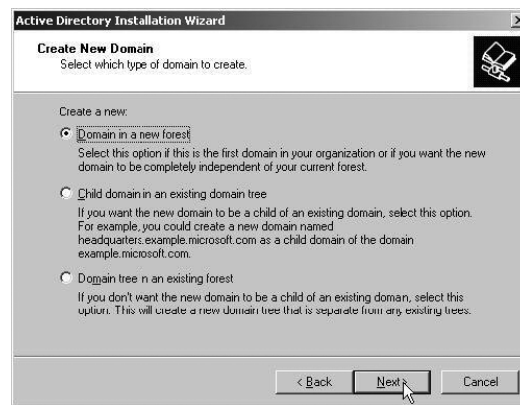 Active Directory Installation Wizard
Create New Domain
Select which type of domain to create.
Create a new:
Domain in a new forest
Select this option if this is the first domain in your organization or if you want the new
domain to be completely independent of your current forest.
Child domain in an existing domain tree
If you want the new domain to be a child of an existing domain, select this option.
For example, you could create a new domain named
headquarters.example.microsoft.com as a child domain of the domain
example.microsoft.com.
Domain tree in an existing forest
If you don't want the new domain to be a child of an existing domain, select this
option. This will create a new domain tree that is separate from any existing trees.
< Back
Next >
Cancel